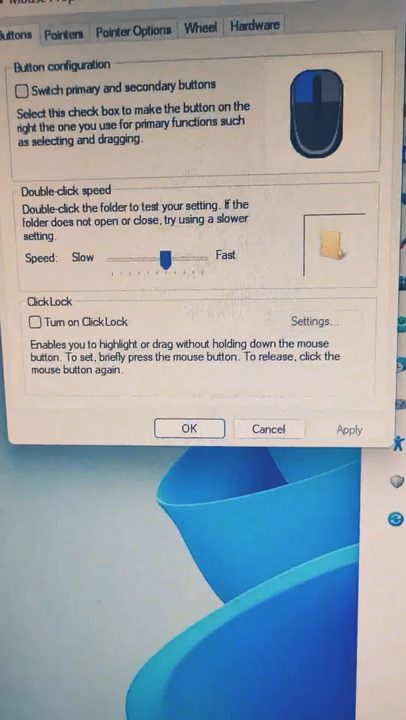 Buttons Pointers Pointer Options Wheel Hardware
Button configuration
Switch primary and secondary buttons
Select this check box to make the button on the
right the one you use for primary functions such
as selecting and dragging.
Double-click speed
Double-click the folder to test your setting. If the
folder does not open or close, try using a slower
setting.
Speed: Slow Fast
ClickLock
Turn on ClickLock Settings...
Enables you to highlight or drag without holding down the mouse
button. To set, briefly press the mouse button. To release, click the
mouse button again.
OK Cancel Apply